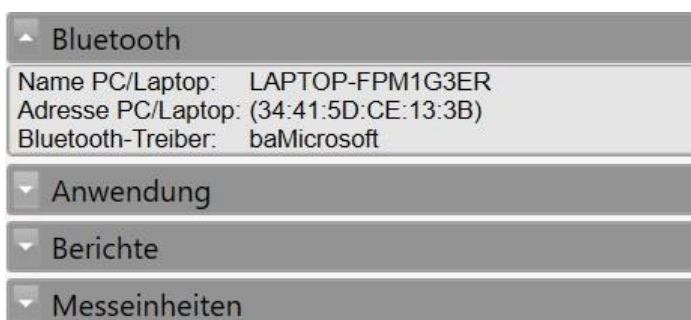 Bluetooth
Name PC/Laptop: LAPTOP-FPM1G3ER
Adresse PC/Laptop: (34:41:5D:CE:13:3B)
Bluetooth-Treiber: baMicrosoft
Anwendung
Berichte
Messeinheiten